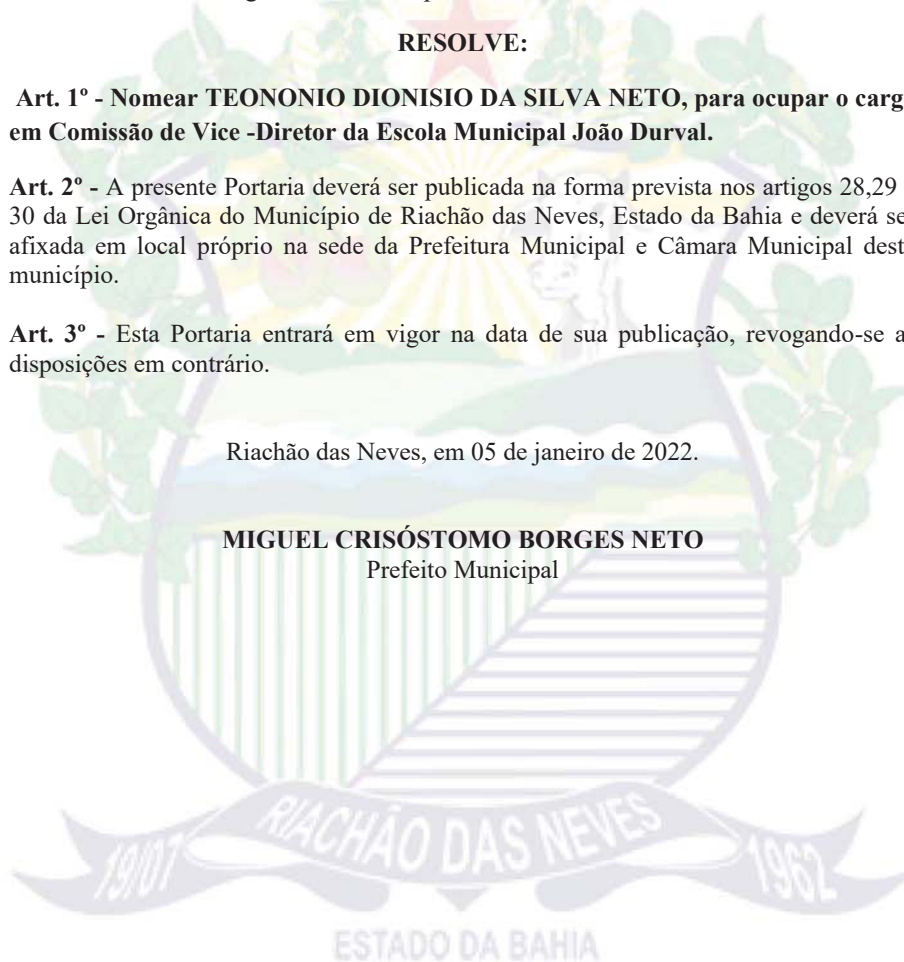 RESOLVE:
Art. 1º - Nomear TEONONIO DIONISIO DA SILVA NETO, para ocupar o carg
em Comissão de Vice -Diretor da Escola Municipal João Durval.
Art. 2º - A presente Portaria deverá ser publicada na forma prevista nos artigos 28,29
30 da Lei Orgânica do Município de Riachão das Neves, Estado da Bahia e deverá se
afixada em local próprio na sede da Prefeitura Municipal e Câmara Municipal dest
município.
Art. 3º - Esta Portaria entrará em vigor na data de sua publicação, revogando-se a
disposições em contrário.
Riachão das Neves, em 05 de janeiro de 2022.
MIGUEL CRISÓSTOMO BORGES NETO
Prefeito Municipal
RIACHÃO DAS NEVES
19/07 1962
ESTADO DA BAHIA